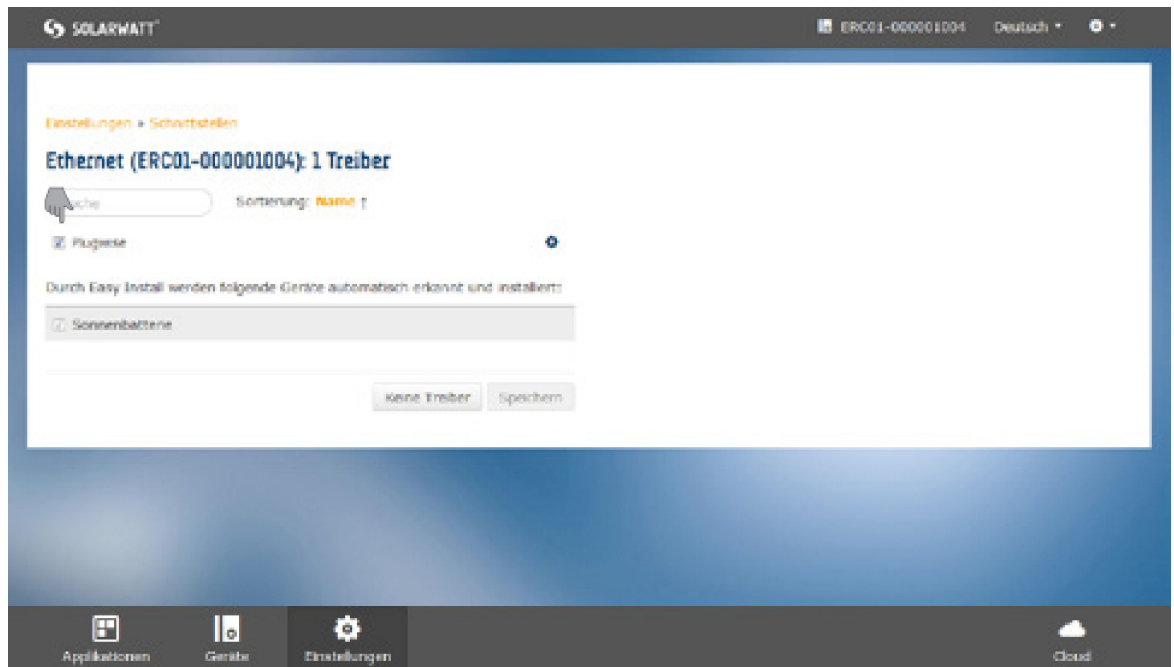 SOLARWATT ERC01-000001004 Deutsch
Einstellungen » Schnittstellen
Ethernet (ERC01-000001004): 1 Treiber
Sortierung: Name ↑
Plugwise
Durch Easy Install werden folgende Geräte automatisch erkannt und installiert:
Sonnenbatterie
Keine Treiber Speichern
Applikationen Geräte Einstellungen Cloud